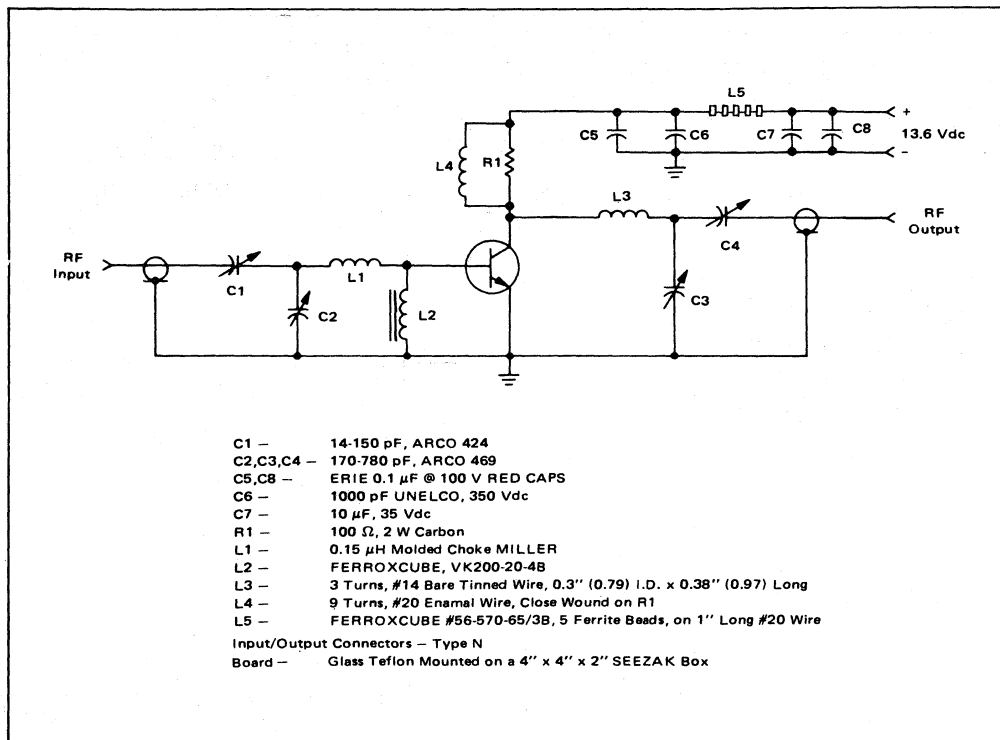 L5
+
C5
C6
C7
C8
13.6 Vdc
−
L4
R1
L3
RF
Output
C4
RF
Input
C1
L1
C3
C2
L2
C1 – 14-150 pF, ARCO 424
C2,C3,C4 – 170-780 pF, ARCO 469
C5,C8 – ERIE 0.1 μF @ 100 V RED CAPS
C6 – 1000 pF UNELCO, 350 Vdc
C7 – 10 μF, 35 Vdc
R1 – 100 Ω, 2 W Carbon
L1 – 0.15 μH Molded Choke MILLER
L2 – FERROXCUBE, VK200-20-4B
L3 – 3 Turns, #14 Bare Tinned Wire, 0.3" (0.79) I.D. x 0.38" (0.97) Long
L4 – 9 Turns, #20 Enamal Wire, Close Wound on R1
L5 – FERROXCUBE #56-570-65/3B, 5 Ferrite Beads, on 1" Long #20 Wire
Input/Output Connectors – Type N
Board – Glass Teflon Mounted on a 4" x 4" x 2" SEEZAK Box